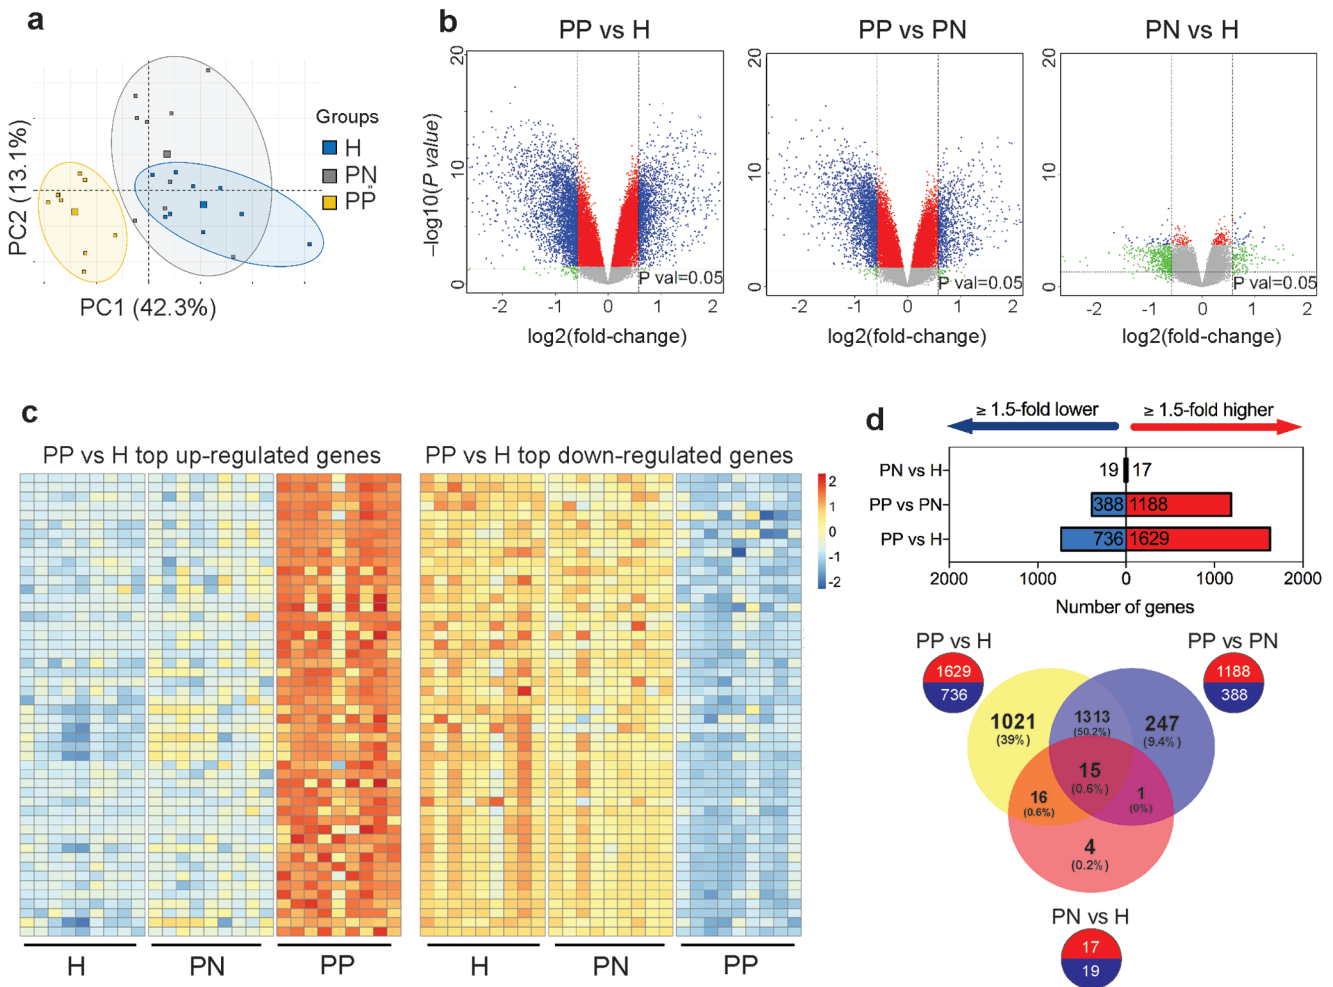 a
PC2 (13.1%)
PC1 (42.3%)
Groups
H
PN
PP
b
PP vs H
PP vs PN
PN vs H
−log10(P value)
20
10
0
P val=0.05
-2
-1
0
1
2
log2(fold-change)
20
10
0
P val=0.05
-2
-1
0
1
2
log2(fold-change)
20
10
0
P val=0.05
-2
-1
0
1
2
log2(fold-change)
c
PP vs H top up-regulated genes
PP vs H top down-regulated genes
2
1
0
-1
-2
H
PN
PP
H
PN
PP
d
≥ 1.5-fold lower
≥ 1.5-fold higher
PN vs H
19
17
PP vs PN
388
1188
PP vs H
736
1629
2000
1000
0
1000
2000
Number of genes
PP vs H
1629
736
PP vs PN
1188
388
1021
(39%)
1313
(50.2%)
247
(9.4%)
15
(0.6%)
16
(0.6%)
1
(0%)
4
(0.2%)
PN vs H
17
19